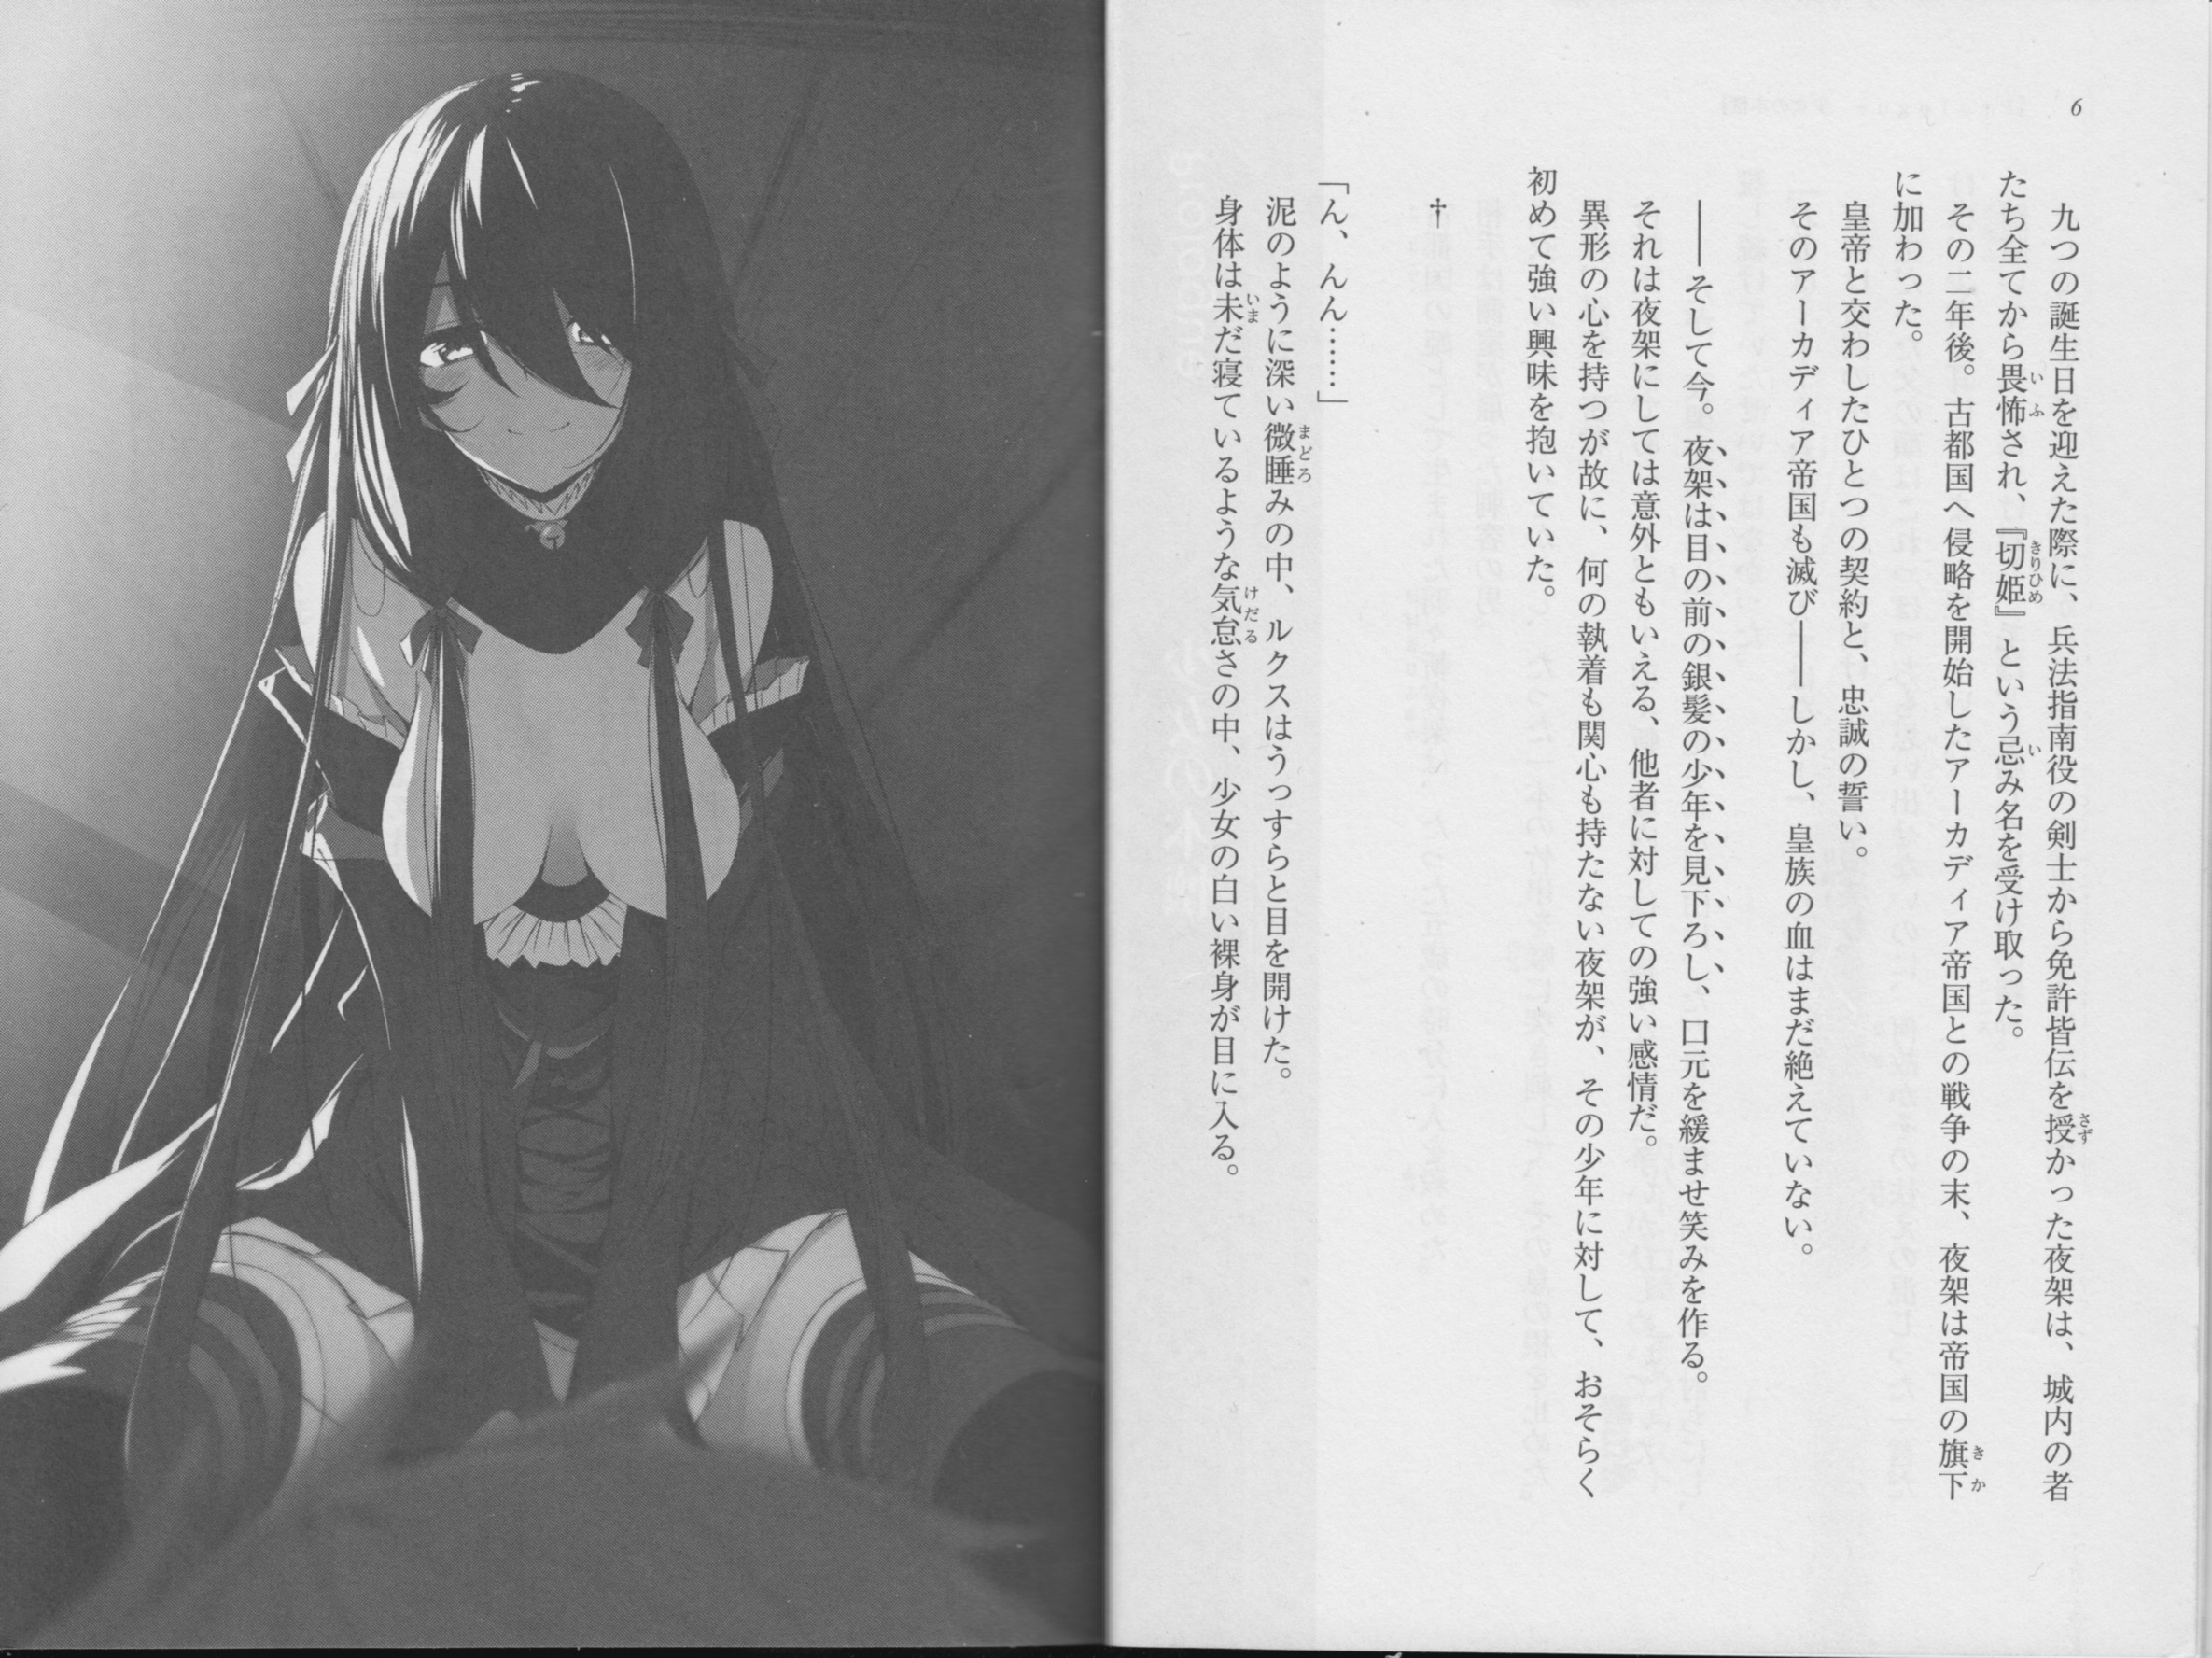 6
九つの誕生日を迎えた際に、兵法指南役の剣士から免許皆伝を授かった夜架は、城内の者
たち全てから畏怖され、『切姫』という忌み名を受け取った。
その二年後。古都国へ侵略を開始したアーカディア帝国との戦争の末、夜架は帝国の旗下
に加わった。
皇帝と交わしたひとつの契約と、忠誠の誓い。
そのアーカディア帝国も滅び――しかし、皇族の血はまだ絶えていない。
――そして今。夜架は目の前の銀髪の少年を見下ろし、口元を緩ませ笑みを作る。
それは夜架にしては意外ともいえる、他者に対しての強い感情だ。
異形の心を持つが故に、何の執着も関心も持たない夜架が、その少年に対して、おそらく
初めて強い興味を抱いていた。
†
「ん、んん……」
泥のように深い微睡みの中、ルクスはうっすらと目を開けた。
身体は未だ寝ているような気怠さの中、少女の白い裸身が目に入る。